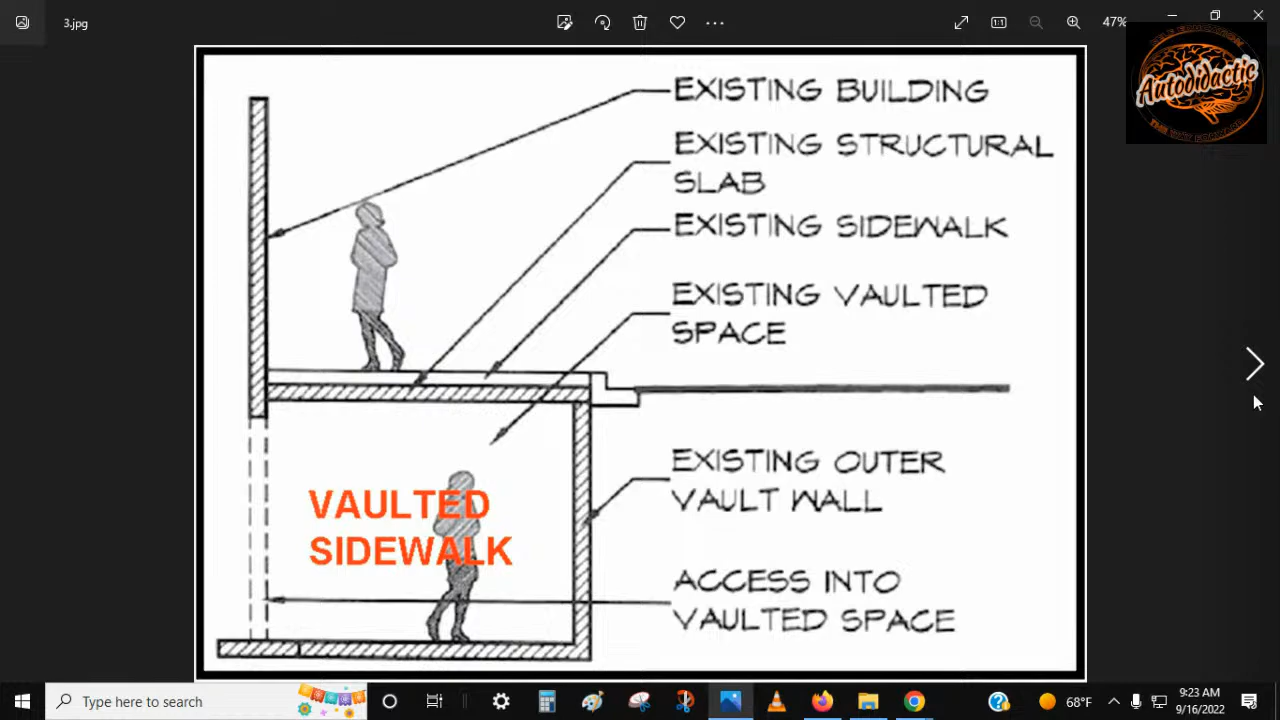 3.jpg
47%
Autodidactic
EXISTING BUILDING
EXISTING STRUCTURAL
SLAB
EXISTING SIDEWALK
EXISTING VAULTED
SPACE
VAULTED
SIDEWALK
EXISTING OUTER
VAULT WALL
ACCESS INTO
VAULTED SPACE
Type here to search
68°F
9:23 AM
9/16/2022